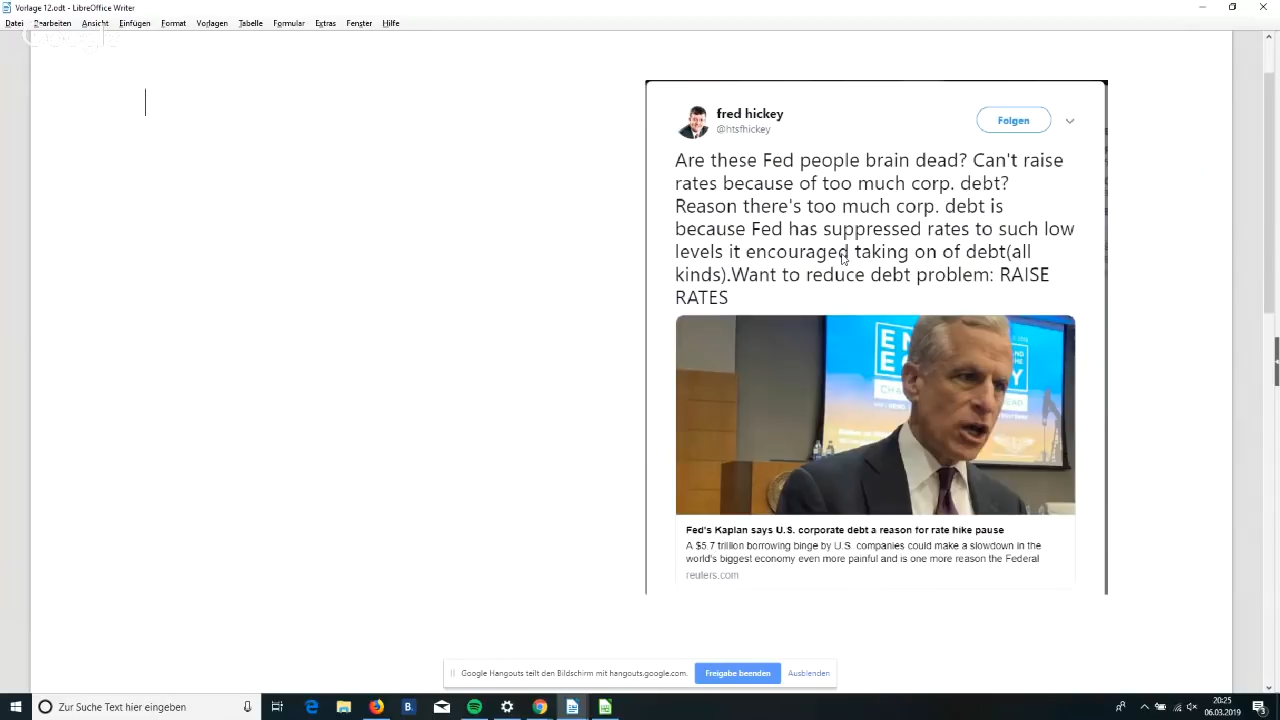 Vorlage 12.odt - LibreOffice Writer
Datei Bearbeiten Ansicht Einfügen Format Vorlagen Tabelle Formular Extras Fenster Hilfe
fred hickey
@htsfhickey
Folgen
Are these Fed people brain dead? Can't raise
rates because of too much corp. debt?
Reason there's too much corp. debt is
because Fed has suppressed rates to such low
levels it encouraged taking on of debt(all
kinds).Want to reduce debt problem: RAISE
RATES
Fed's Kaplan says U.S. corporate debt a reason for rate hike pause
A $5.7 trillion borrowing binge by U.S. companies could make a slowdown in the
world's biggest economy even more painful and is one more reason the Federal
reuters.com
Google Hangouts teilt den Bildschirm mit hangouts.google.com.
Freigabe beenden
Ausblenden
Zur Suche Text hier eingeben
20:25
06.03.2019